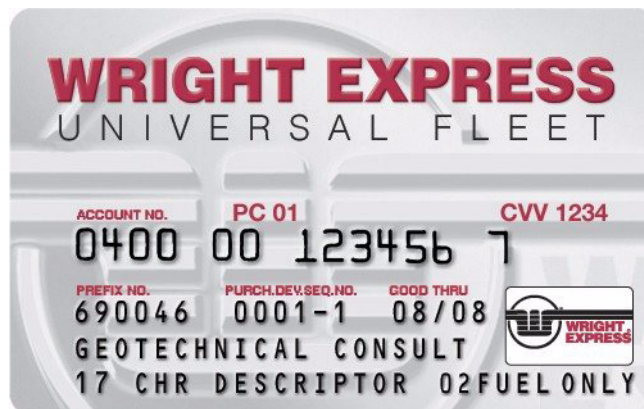 WRIGHT EXPRESS
UNIVERSAL FLEET
ACCOUNT NO. PC 01 CVV 1234
0400 00 123456 7
PREFIX NO. PURCH.DEV.SEQ.NO. GOOD THRU
690046 0001-1 08/08
WRIGHT EXPRESS
GEOTECHNICAL CONSULT
17 CHR DESCRIPTOR 02FUEL ONLY